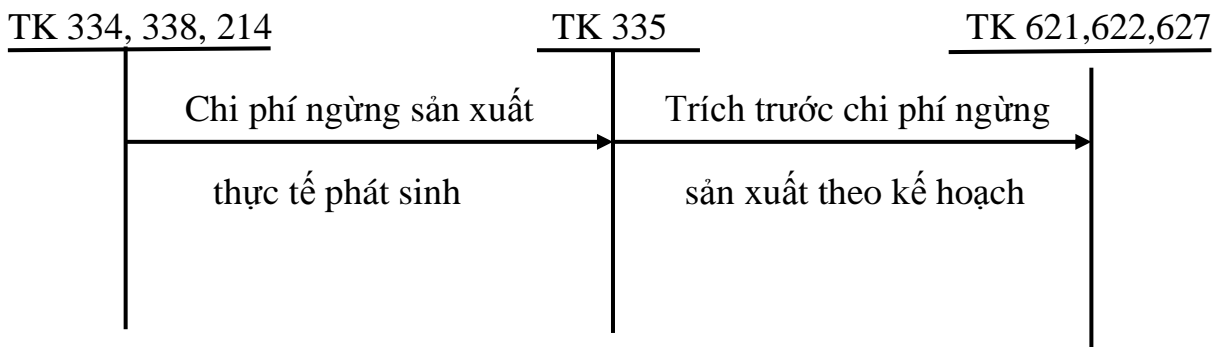 TK 334, 338, 214
TK 335
TK 621,622,627
Chi phí ngừng sản xuất
thực tế phát sinh
Trích trước chi phí ngừng
sản xuất theo kế hoạch